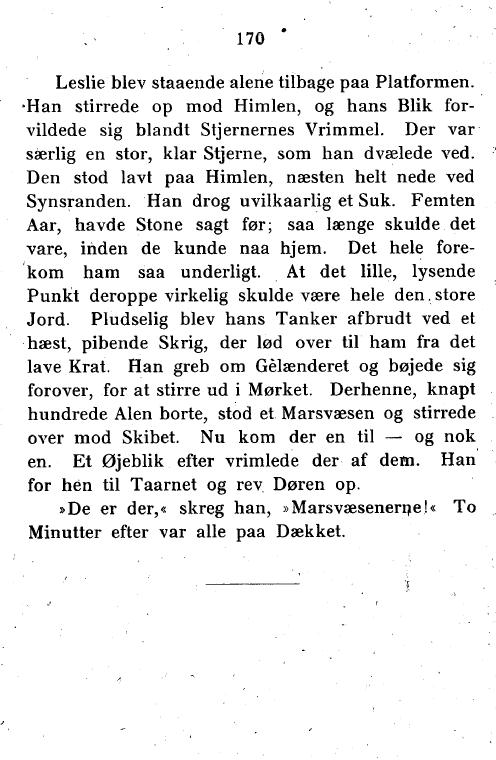 170
Leslie blev staaende alene tilbage paa Platformen.
Han stirrede op mod Himlen, og hans Blik for-
vildede sig blandt Stjernernes Vrimmel. Der var
særlig en stor, klar Stjerne, som han dvælede ved.
Den stod lavt paa Himlen, næsten helt nede ved
Synsranden. Han drog uvilkaarlig et Suk. Femten
Aar, havde Stone sagt før; saa længe skulde det
vare, inden de kunde naa hjem. Det hele fore-
kom ham saa underligt. At det lille, lysende
Punkt deroppe virkelig skulde være hele den store
Jord. Pludselig blev hans Tanker afbrudt ved et
hæst, pibende Skrig, der lød over til ham fra det
lave Krat. Han greb om Gelænderet og bøjede sig
forover, for at stirre ud i Mørket. Derhenne, knapt
hundrede Alen borte, stod et Marsvæsen og stirrede
over mod Skibet. Nu kom der en til — og nok
en. Et Øjeblik efter vrimlede der af dem. Han
for hen til Taarnet og rev Døren op.
»De er der,« skreg han, »Marsvæsenerne!« To
Minutter efter var alle paa Dækket.